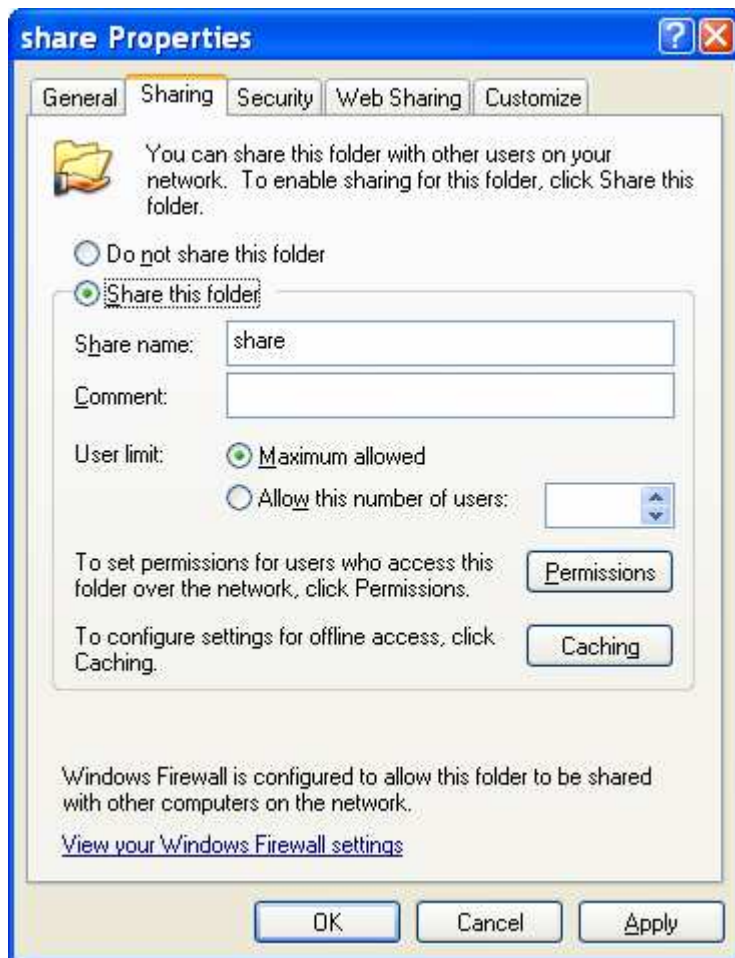 share Properties
General Sharing Security Web Sharing Customize
You can share this folder with other users on your
network. To enable sharing for this folder, click Share this
folder.
Do not share this folder
Share this folder
Share name: share
Comment:
User limit: Maximum allowed
Allow this number of users:
To set permissions for users who access this
folder over the network, click Permissions.
Permissions
To configure settings for offline access, click
Caching.
Caching
Windows Firewall is configured to allow this folder to be shared
with other computers on the network.
View your Windows Firewall settings
OK Cancel Apply